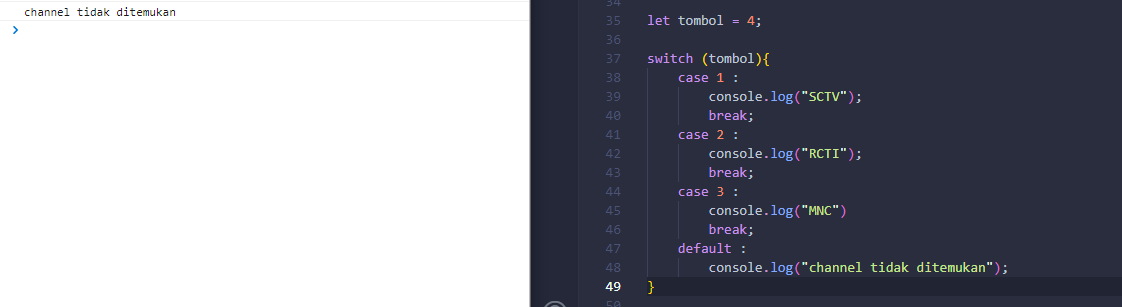 channel tidak ditemukan
34
35 let tombol = 4;
36
37 switch (tombol){
38 case 1 :
39 console.log("SCTV");
40 break;
41 case 2 :
42 console.log("RCTI");
43 break;
44 case 3 :
45 console.log("MNC")
46 break;
47 default :
48 console.log("channel tidak ditemukan");
49 }
50